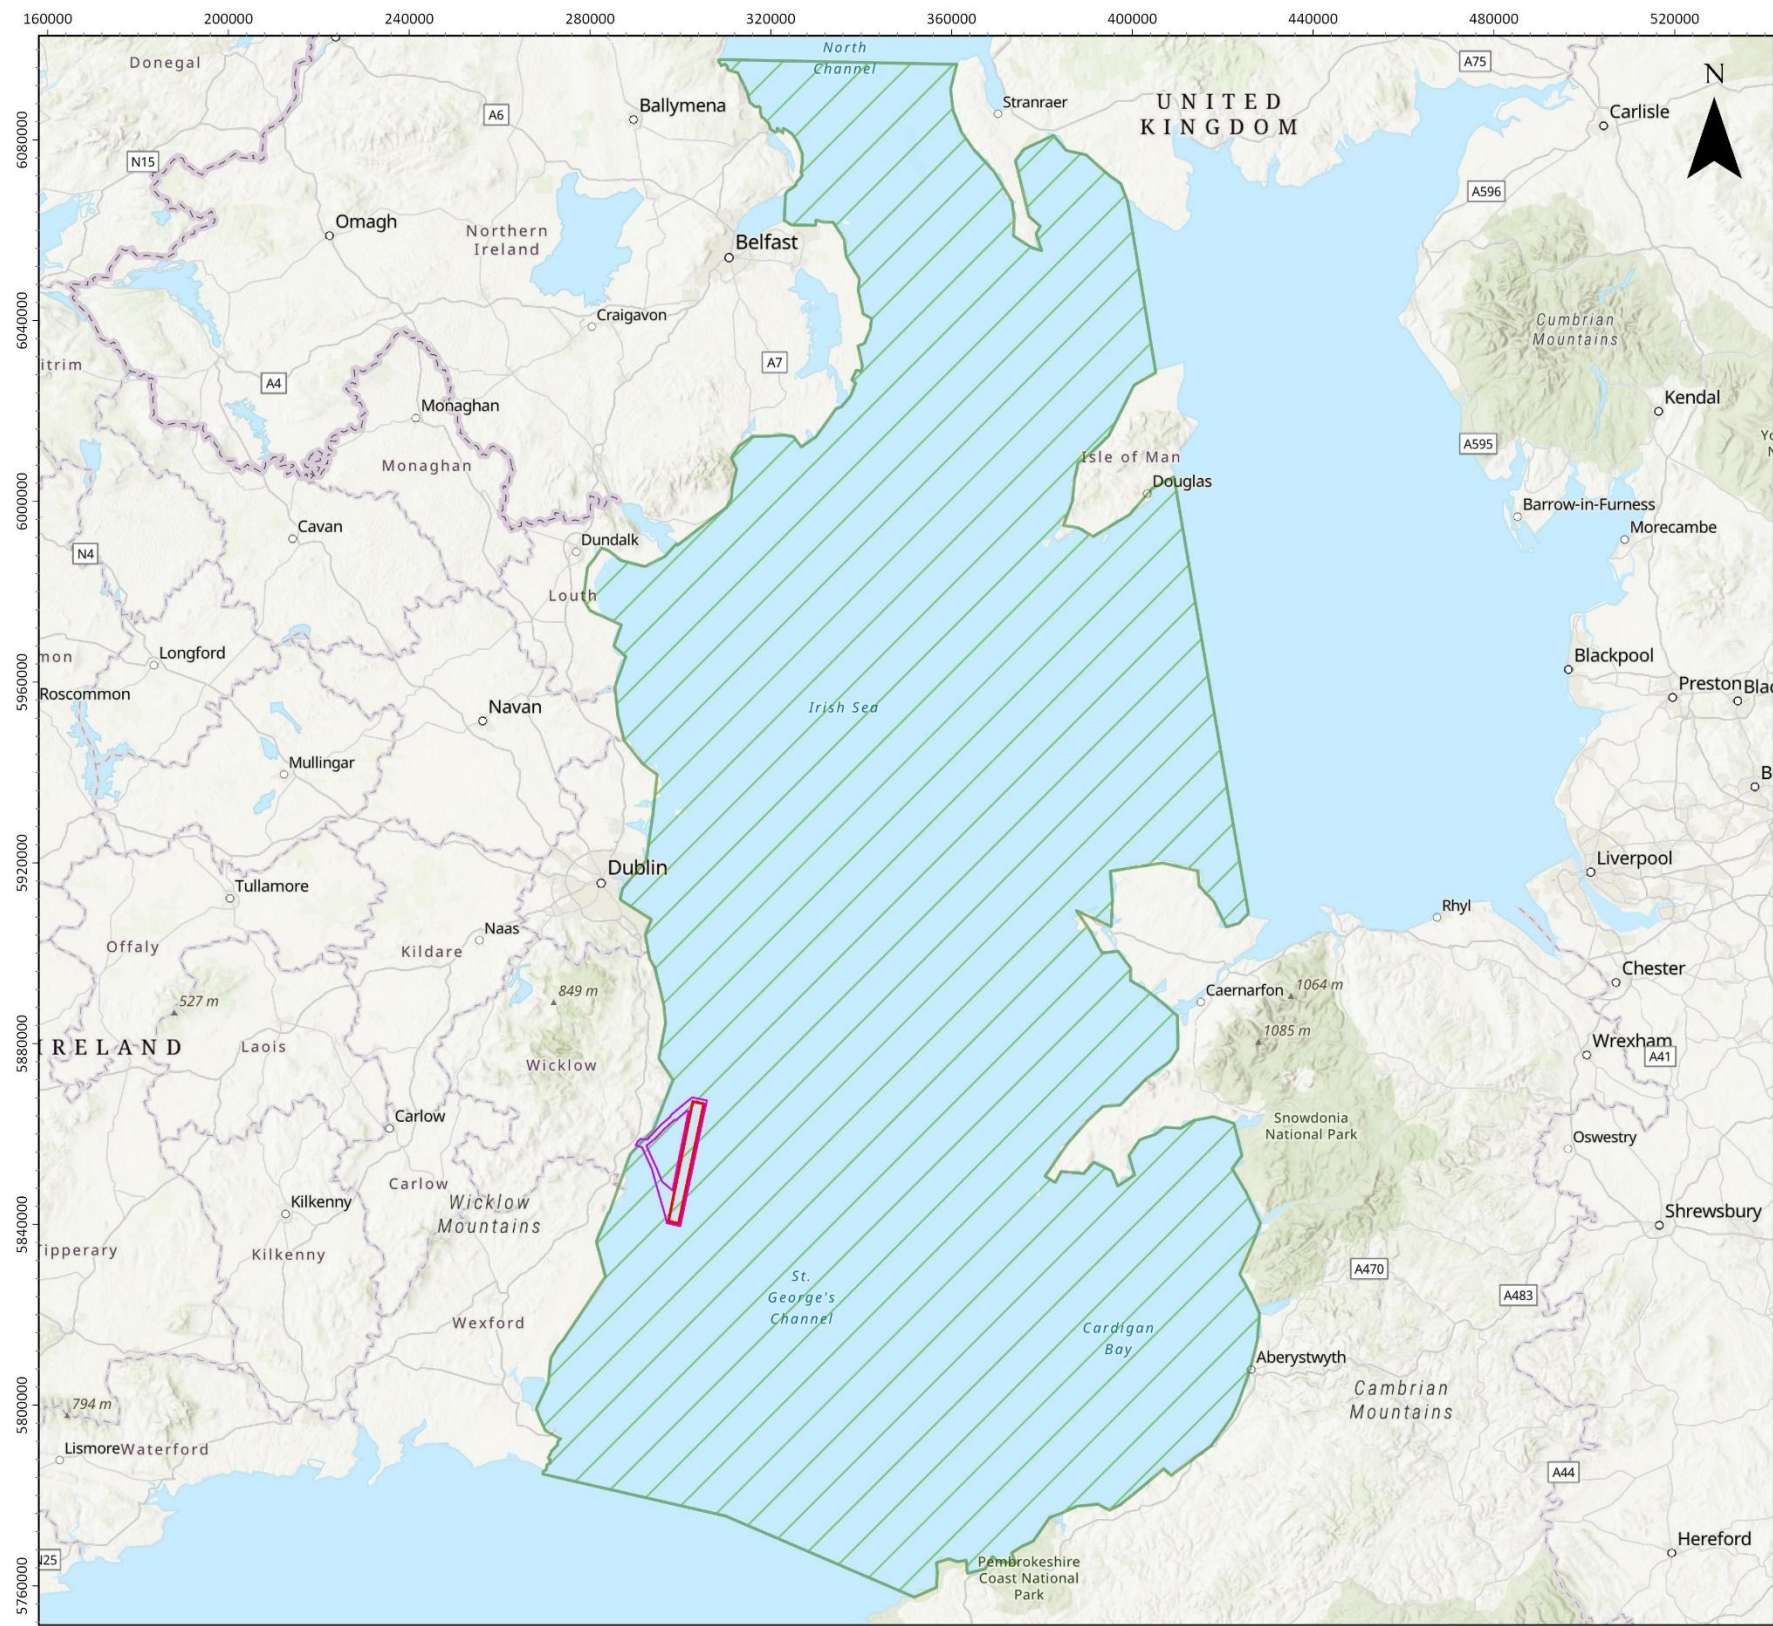 160000 200000 240000 280000 320000 360000 400000 440000 480000 520000
6080000
6040000
6000000
5960000
5920000
5880000
5840000
5800000
5760000
N
Donegal
North
Channel
A75
A6
Ballymena
Stranraer
UNITED
KINGDOM
Carlisle
N15
A596
Omagh
Northern
Ireland
Belfast
Craigavon
Cumbrian
Mountains
itrim
A7
A4
Kendal
Monaghan
A595
Yo
N
Monaghan
Isle of Man
Douglas
Cavan
Barrow-in-Furness
Morecambe
Dundalk
N4
Louth
mon
Longford
Blackpool
Roscommon
Preston
Blac
Navan
Irish Sea
Mullingar
B
Dublin
Liverpool
Tullamore
Rhyl
Naas
Offaly
Kildare
Chester
527 m
849 m
Caernarfon
1064 m
1085 m
IRELAND
Laois
Wicklow
Wrexham
A41
Carlow
Snowdonia
National Park
Oswestry
Carlow
Kilkenny
Wicklow
Mountains
Shrewsbury
ipperary
Kilkenny
A470
St.
George's
Channel
A483
Wexford
Cardigan
Bay
Aberystwyth
Cambrian
Mountains
794 m
Lismore
Waterford
A44
Hereford
N25
Pembrokeshire
Coast National
Park